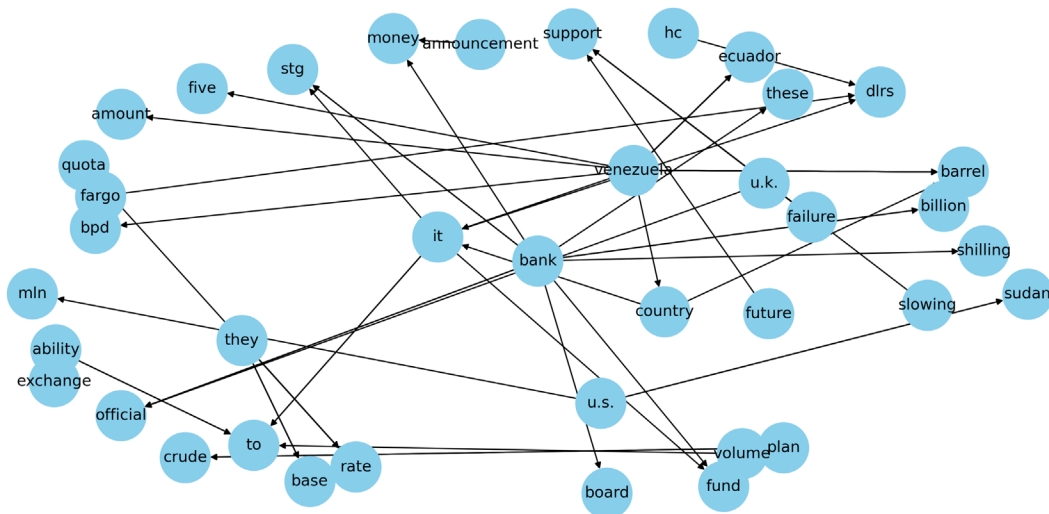 hc
support
money
announcement
ecuador
stg
five
these
dlrs
amount
quota
venezuela
barrel
u.k.
fargo
billion
failure
bpd
it
shilling
bank
mln
sudan
slowing
country
future
they
ability
exchange
u.s.
official
to
plan
volume
crude
rate
base
fund
board